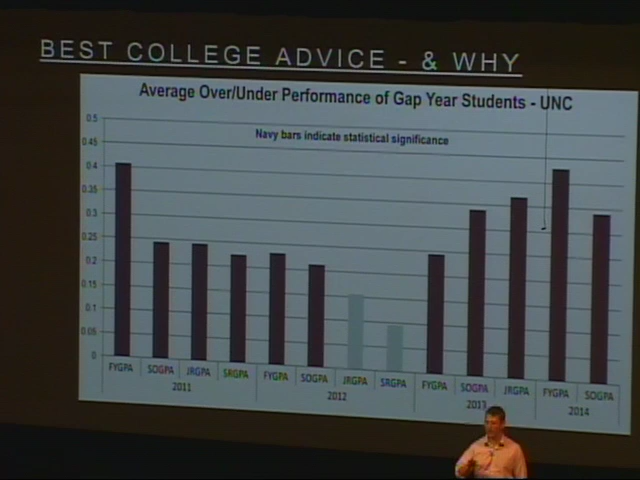 BEST COLLEGE ADVICE - & WHY
Average Over/Under Performance of Gap Year Students - UNC
Navy bars indicate statistical significance
0.5
0.45
0.4
0.35
0.3
0.25
0.2
0.15
0.1
0.05
0
FYGPA SOGPA JRGPA SRGPA FYGPA SOGPA JRGPA SRGPA FYGPA SOGPA JRGPA FYGPA SOGPA
2011 2012 2013 2014